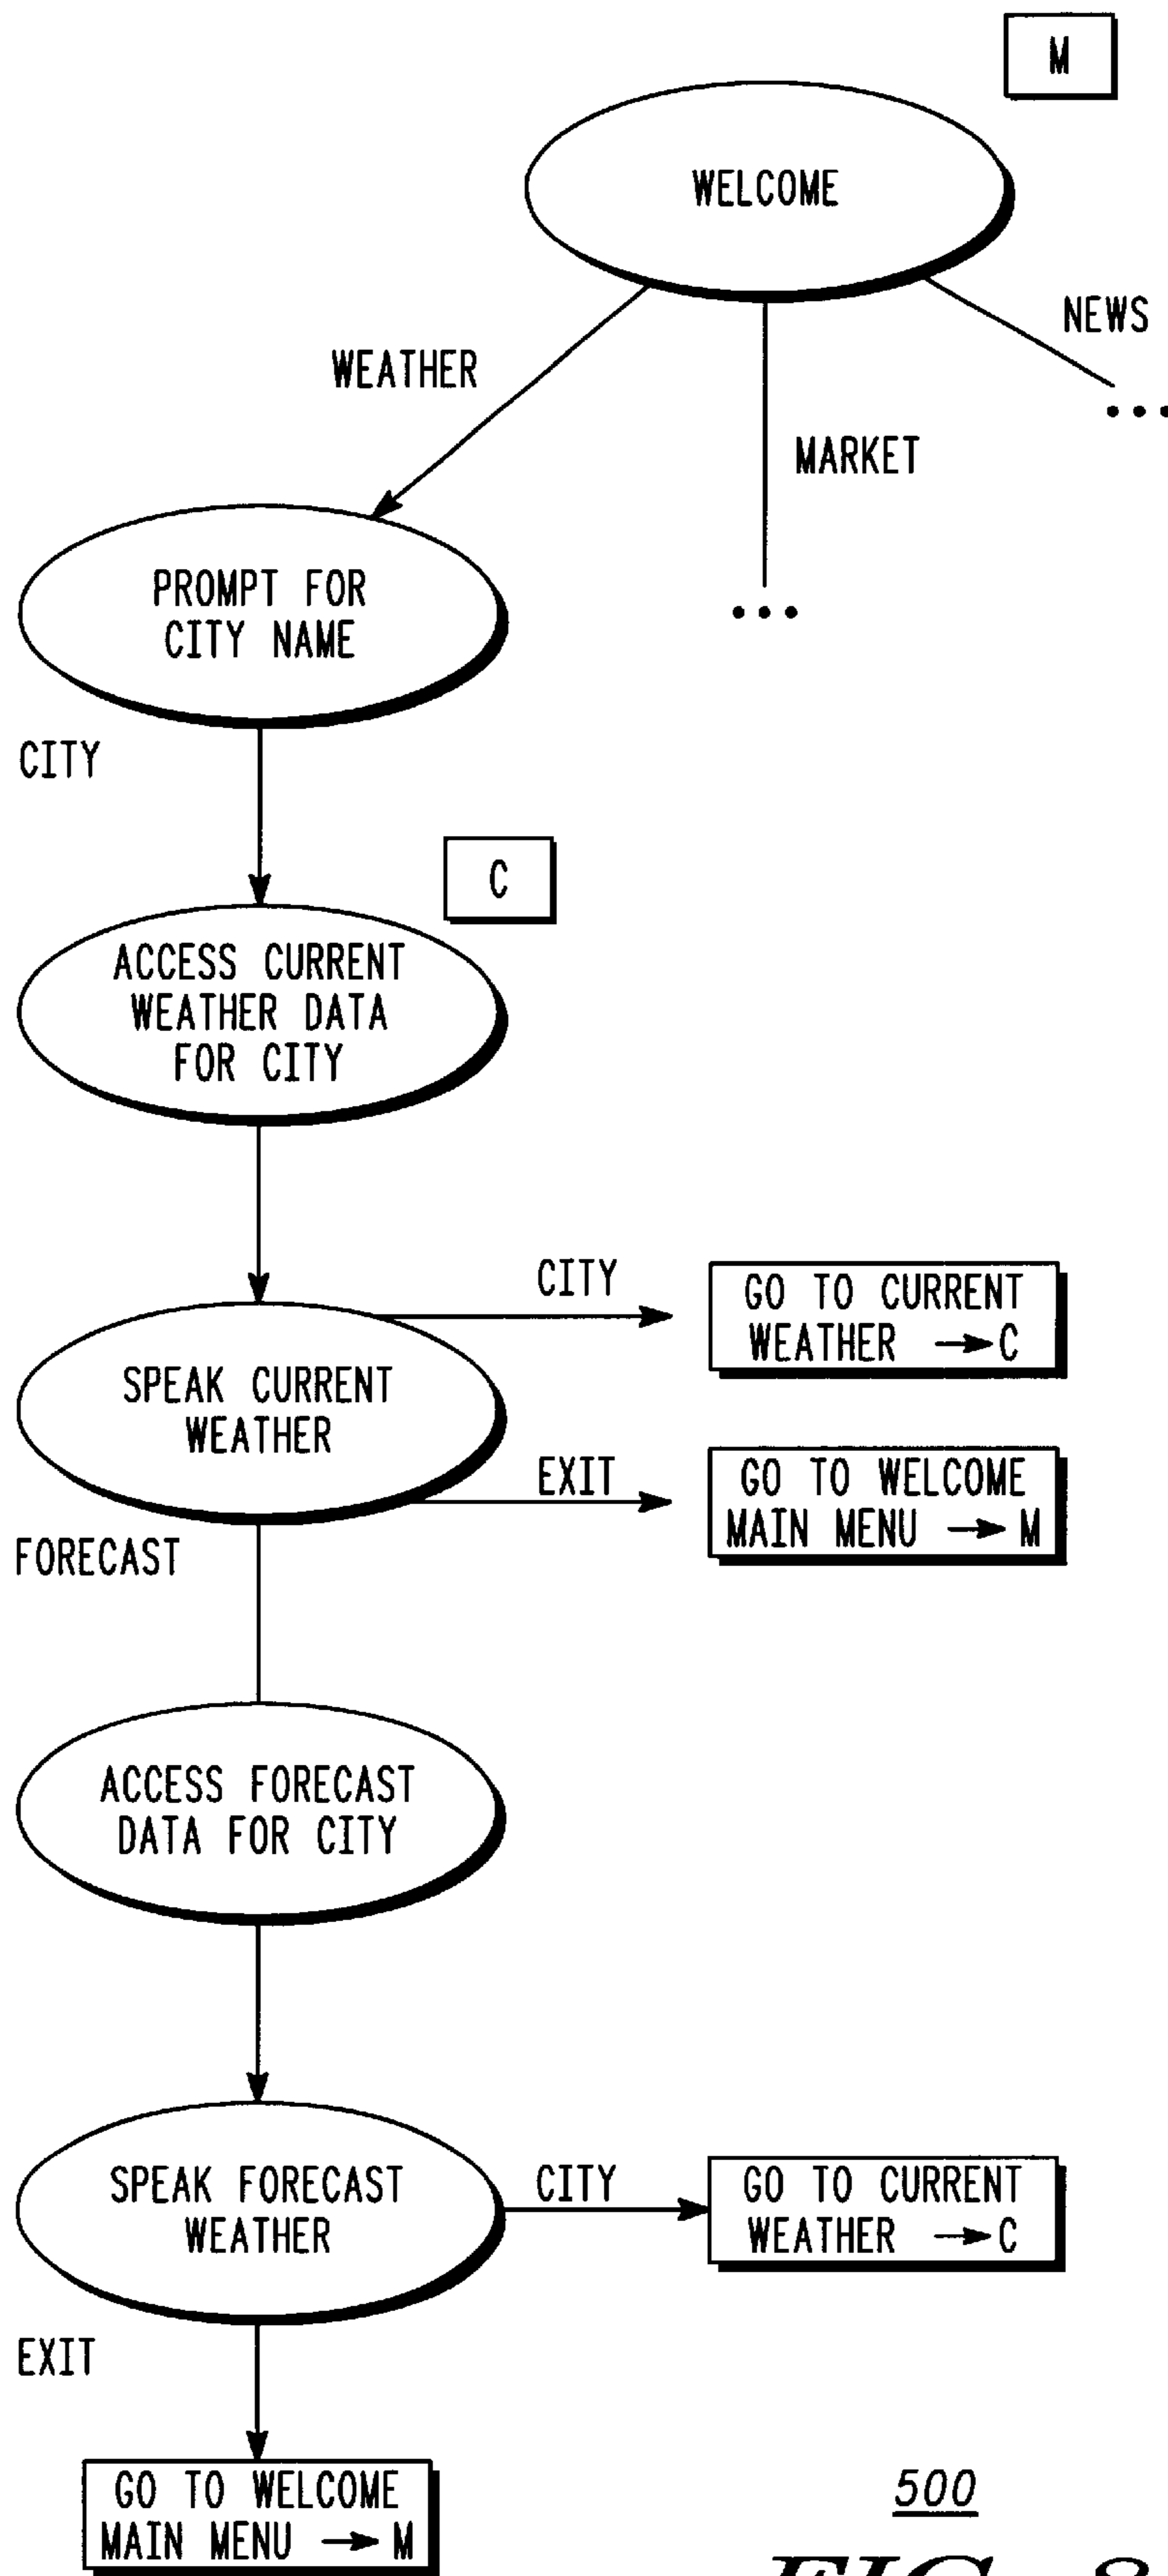 M
WELCOME
NEWS
WEATHER
MARKET
•••
•••
PROMPT FOR
CITY NAME
CITY
C
ACCESS CURRENT
WEATHER DATA
FOR CITY
CITY
GO TO CURRENT
WEATHER → C
SPEAK CURRENT
WEATHER
EXIT
GO TO WELCOME
MAIN MENU → M
FORECAST
ACCESS FORECAST
DATA FOR CITY
SPEAK FORECAST
WEATHER
CITY
GO TO CURRENT
WEATHER → C
EXIT
GO TO WELCOME
MAIN MENU → M
500
FIG. 8